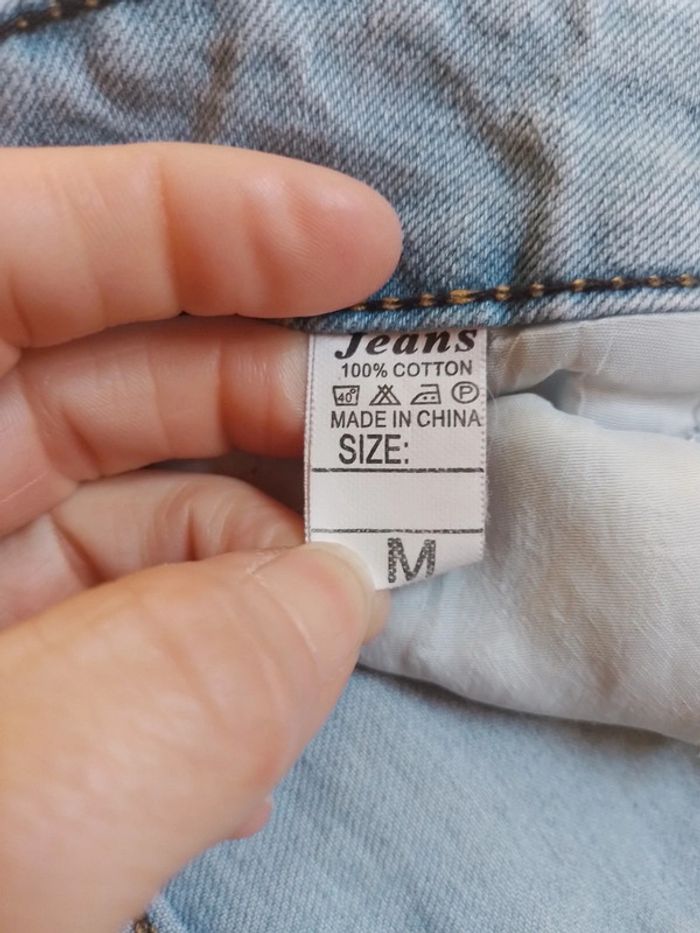 Jeans
100% COTTON
40° P
MADE IN CHINA
SIZE:
M